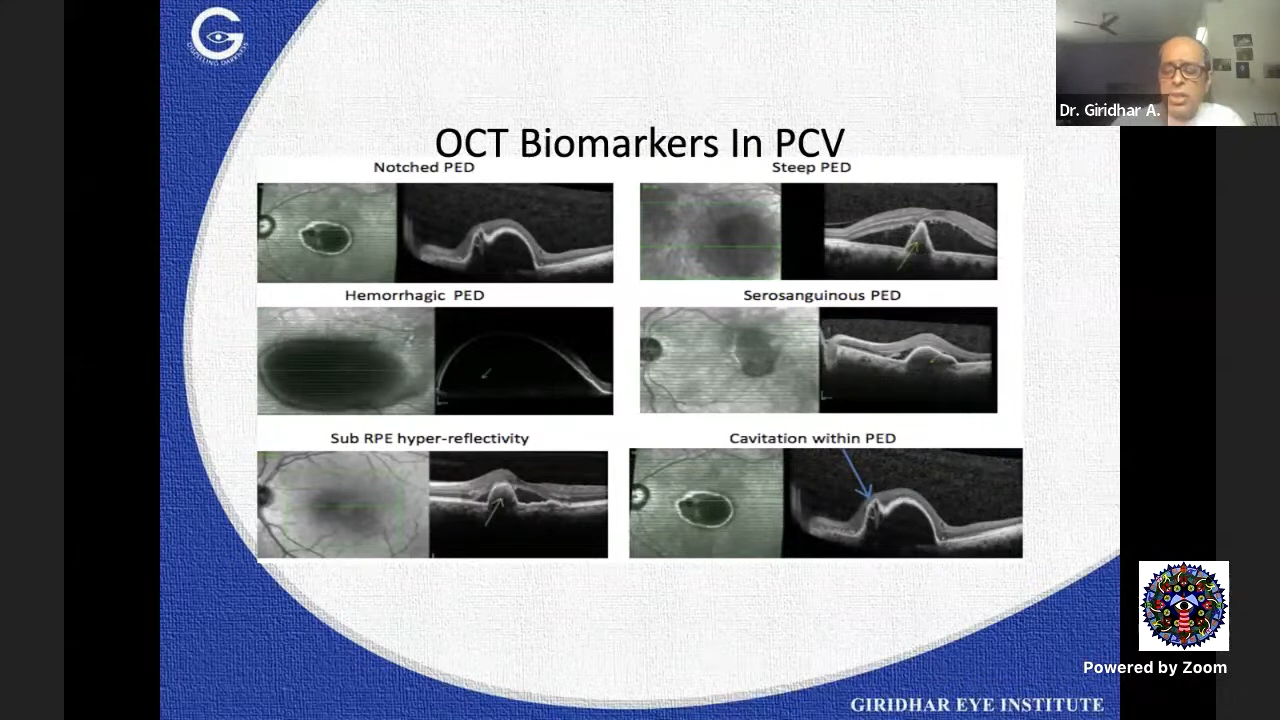 Dr. Giridhar A.
OCT Biomarkers In PCV
Notched PED
Steep PED
Hemorrhagic PED
Serosanguinous PED
Sub RPE hyper-reflectivity
Cavitation within PED
Powered by Zoom
GIRIDHAR EYE INSTITUTE